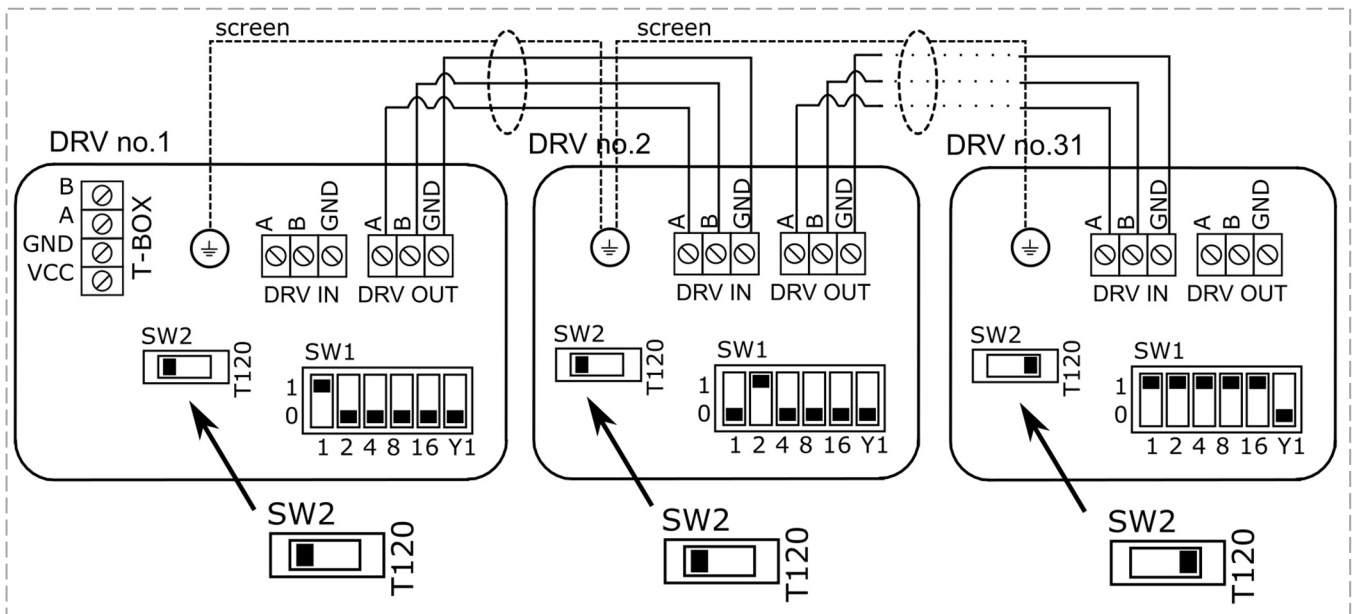 screen
screen
DRV no.1
B
A
GND
VCC
T-BOX
A
B
GND
DRV IN
A
B
GND
DRV OUT
SW2
T120
SW1
1
0
1 2 4 8 16 Y1
SW2
T120
DRV no.2
A
B
GND
DRV IN
A
B
GND
DRV OUT
SW2
T120
SW1
1
0
1 2 4 8 16 Y1
SW2
T120
DRV no.31
A
B
GND
DRV IN
A
B
GND
DRV OUT
SW2
T120
SW1
1
0
1 2 4 8 16 Y1
SW2
T120